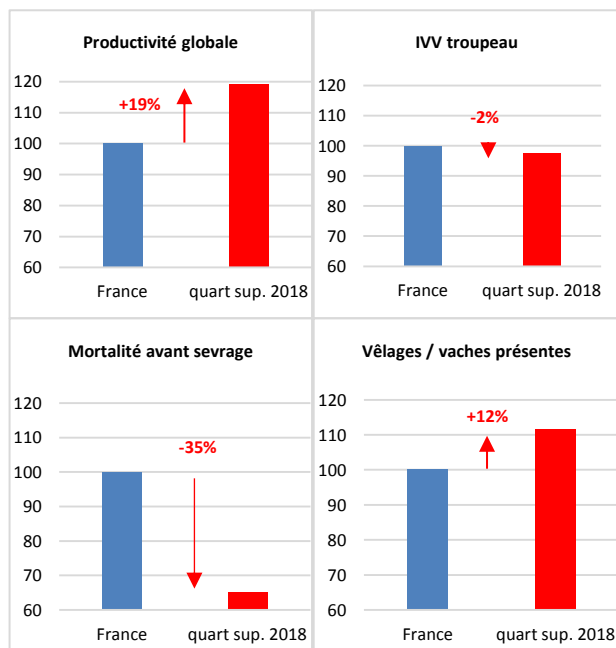 Productivité globale
120
110
100
90
80
70
60
+19%
France
quart sup. 2018
IVV troupeau
120
110
100
90
80
70
60
-2%
France
quart sup. 2018
Mortalité avant sevrage
120
110
100
90
80
70
60
-35%
France
quart sup. 2018
Vêlages / vaches présentes
120
110
100
90
80
70
60
+12%
France
quart sup. 2018